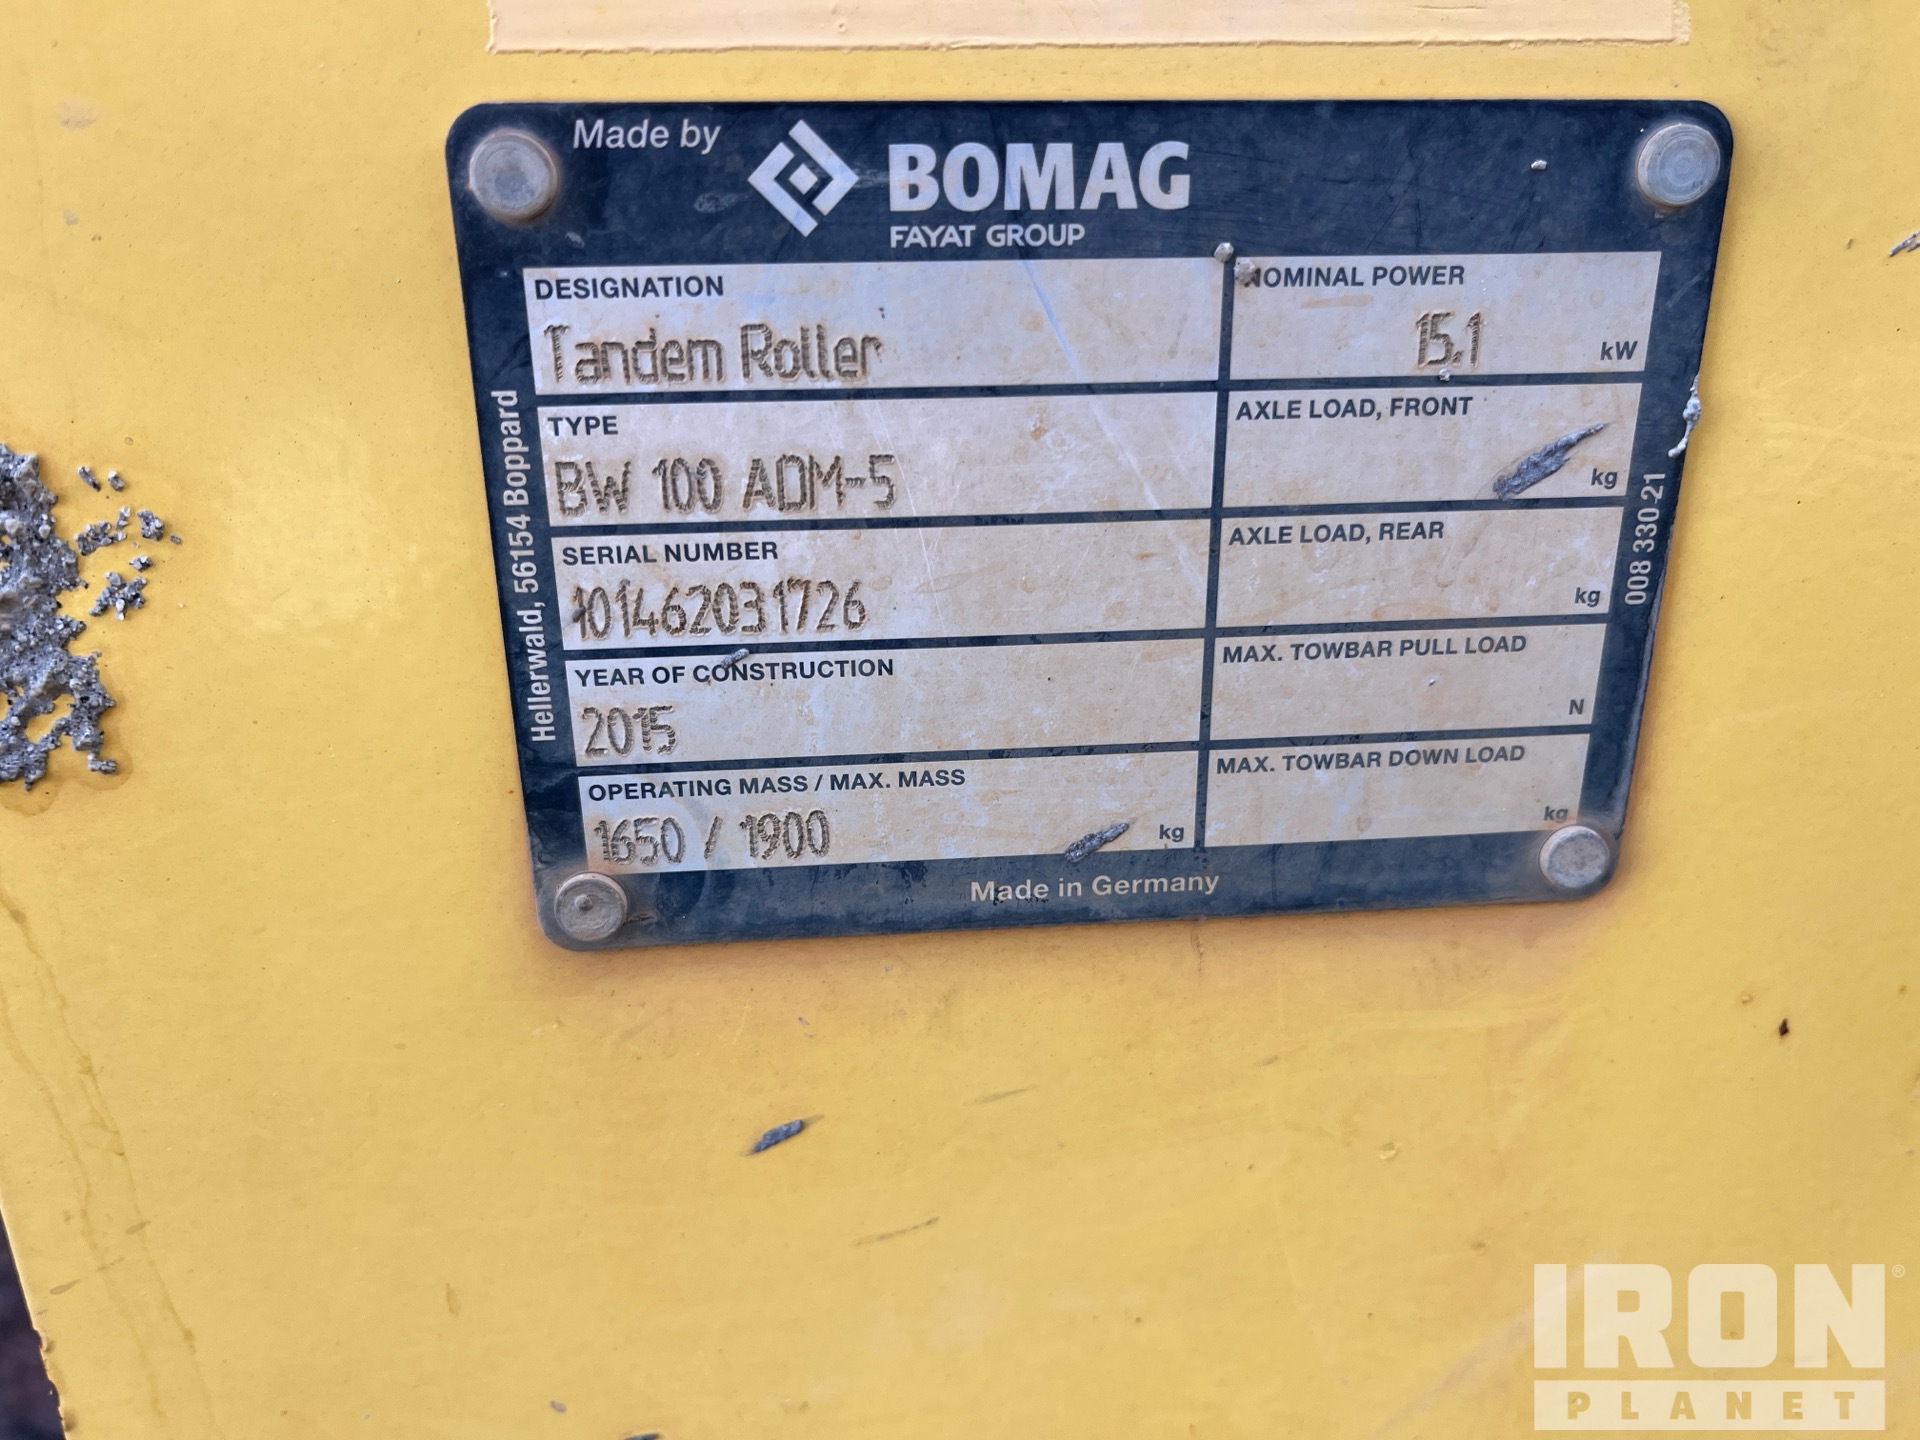 Made by
BOMAG
FAYAT GROUP
DESIGNATION
Tandem Roller
TYPE
BW 100 ADM-5
SERIAL NUMBER
101462031726
YEAR OF CONSTRUCTION
2015
OPERATING MASS / MAX. MASS
1650 / 1900 kg
NOMINAL POWER
15.1 kW
AXLE LOAD, FRONT
kg
AXLE LOAD, REAR
kg
MAX. TOWBAR PULL LOAD
N
MAX. TOWBAR DOWN LOAD
kg
Made in Germany
Hellerwald, 56154 Boppard
008 330 21
IRON®
PLANET